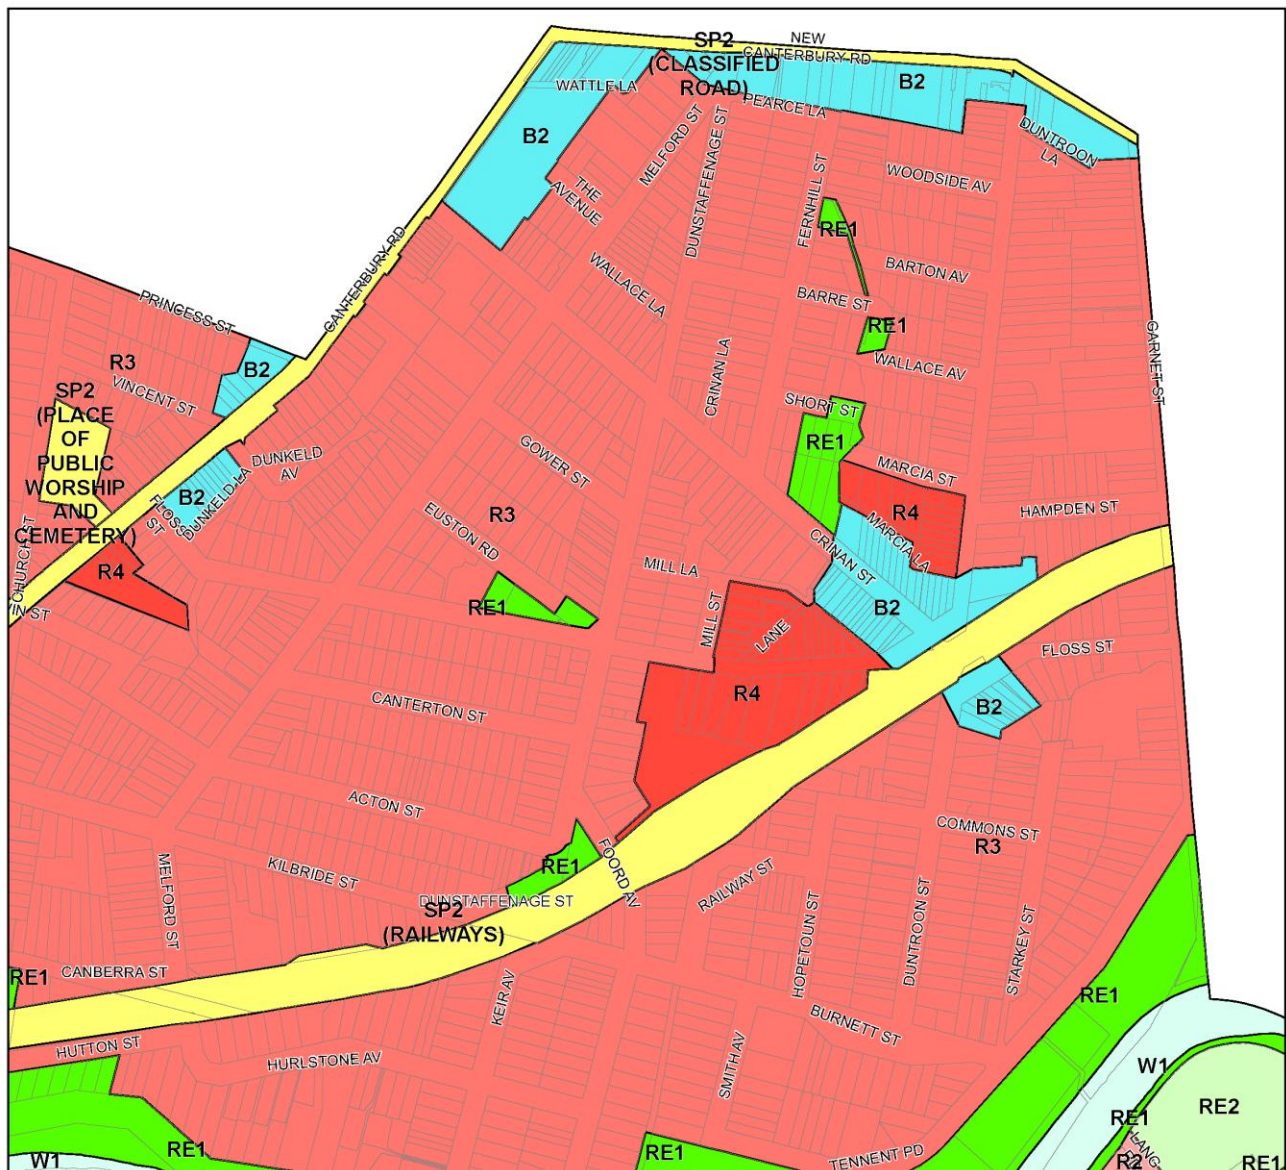 NEW
SP2
CANTERBURY RD
(CLASSIFIED
ROAD)
WATTLE LA
B2
PEARCE LA
B2
DUNTROON
LA
MELFORD ST
DUNSTAFFENAGE ST
WOODSIDE AV
THE
AVENUE
FERNHILL ST
RE1
CANTERBURY RD
BARTON AV
WALLACE LA
BARRE ST
PRINCESS ST
RE1
GARNET ST
R3
B2
CRINAN LA
WALLACE AV
VINCENT ST
SP2
(PLACE
OF
PUBLIC
WORSHIP
AND
CEMETERY)
SHORT ST
RE1
GOWER ST
DUNKELD
AV
MARCIA ST
B2
DUNKELD LA
FLOSS
ST
EUSTON RD
R3
R4
HAMPDEN ST
MARCIA LA
CRINAN ST
CHURCH ST
R4
MILL LA
RE1
B2
VIN ST
MILL ST
LANE
FLOSS ST
R4
CANTERTON ST
B2
ACTON ST
COMMONS ST
R3
KILBRIDE ST
RE1
FOORD AV
RAILWAY ST
DUNSTAFFENAGE ST
MELFORD ST
SP2
(RAILWAYS)
HOPETOUN ST
DUNTROON ST
STARKEY ST
CANBERRA ST
RE1
KEIR AV
RE1
BURNETT ST
HUTTON ST
HURLSTONE AV
SMITH AV
W1
RE1
RE2
RE1
RE1
TENNENT PD
LANG
RD
R2
RE1
W1